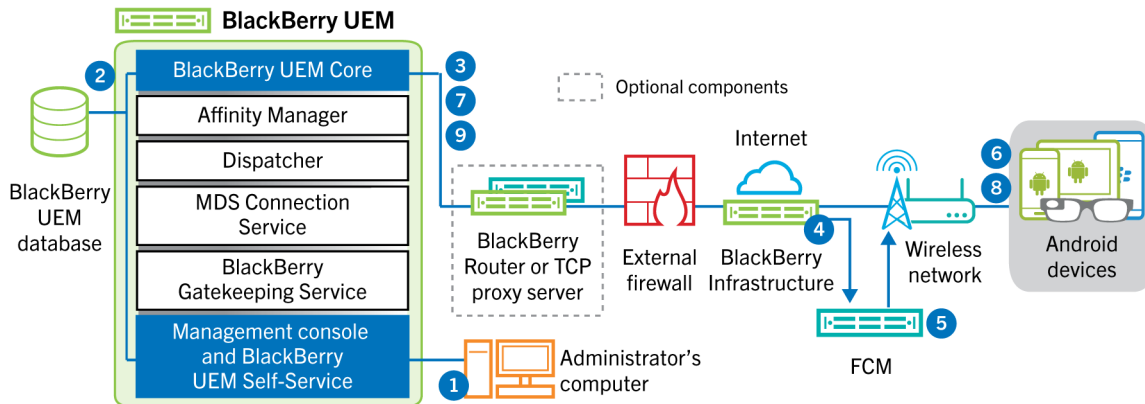 BlackBerry UEM
2
BlackBerry UEM Core
3
Affinity Manager
7
9
Optional components
Dispatcher
MDS Connection
Service
BlackBerry
Gatekeeping Service
Management console
and BlackBerry
UEM Self-Service
BlackBerry
UEM
database
1
Administrator's
computer
BlackBerry
Router or TCP
proxy server
External
firewall
Internet
4
BlackBerry
Infrastructure
5
FCM
Wireless
network
6
8
Android
devices